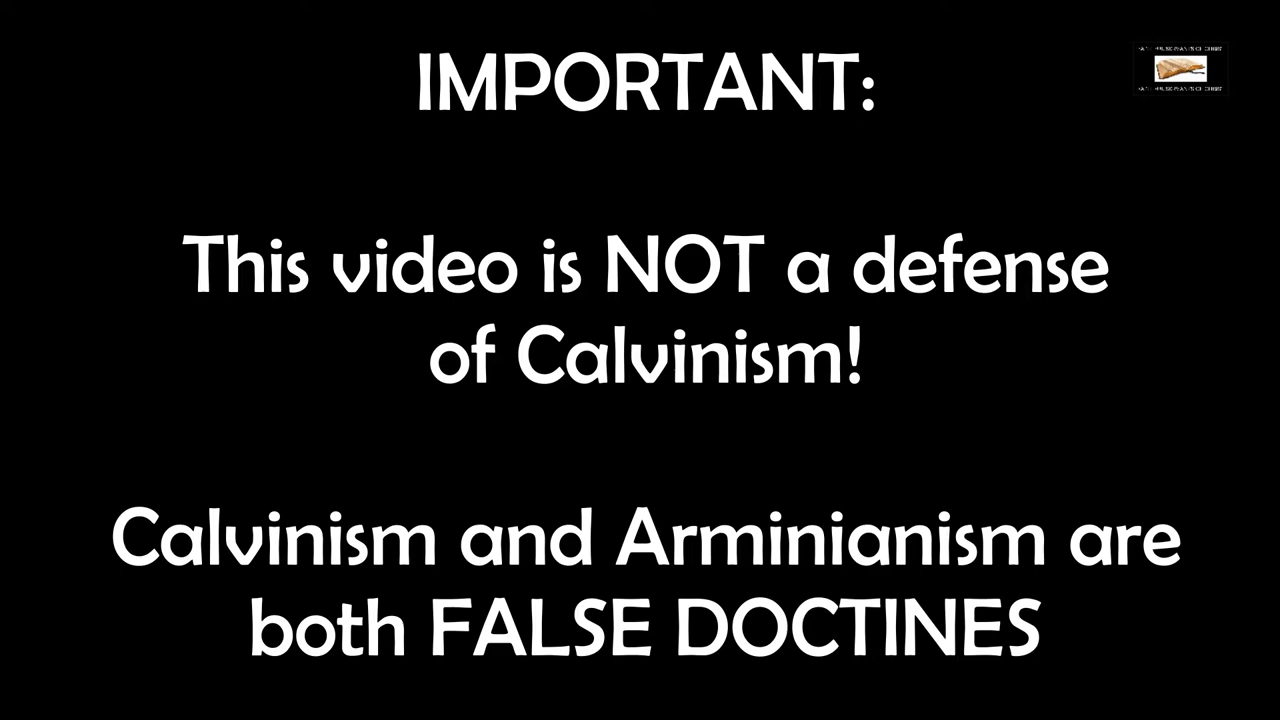 IMPORTANT:
This video is NOT a defense
of Calvinism!
Calvinism and Arminianism are
both FALSE DOCTINES